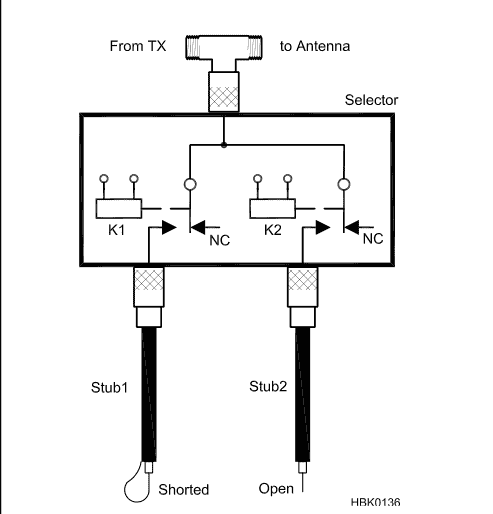 From TX to Antenna
Selector
K1 NC K2 NC
Stub1 Stub2
Shorted Open
HBK0136